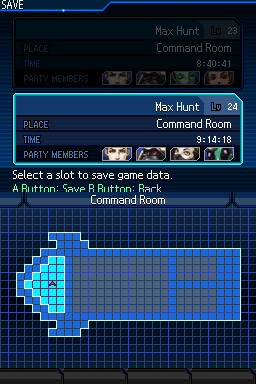 SAVE
Max Hunt Lv 23
PLACE Command Room
TIME 8:40:41
PARTY MEMBERS
Max Hunt Lv 24
PLACE Command Room
TIME 9:14:18
PARTY MEMBERS
Select a slot to save game data.
A Button: Save B Button: Back
Command Room